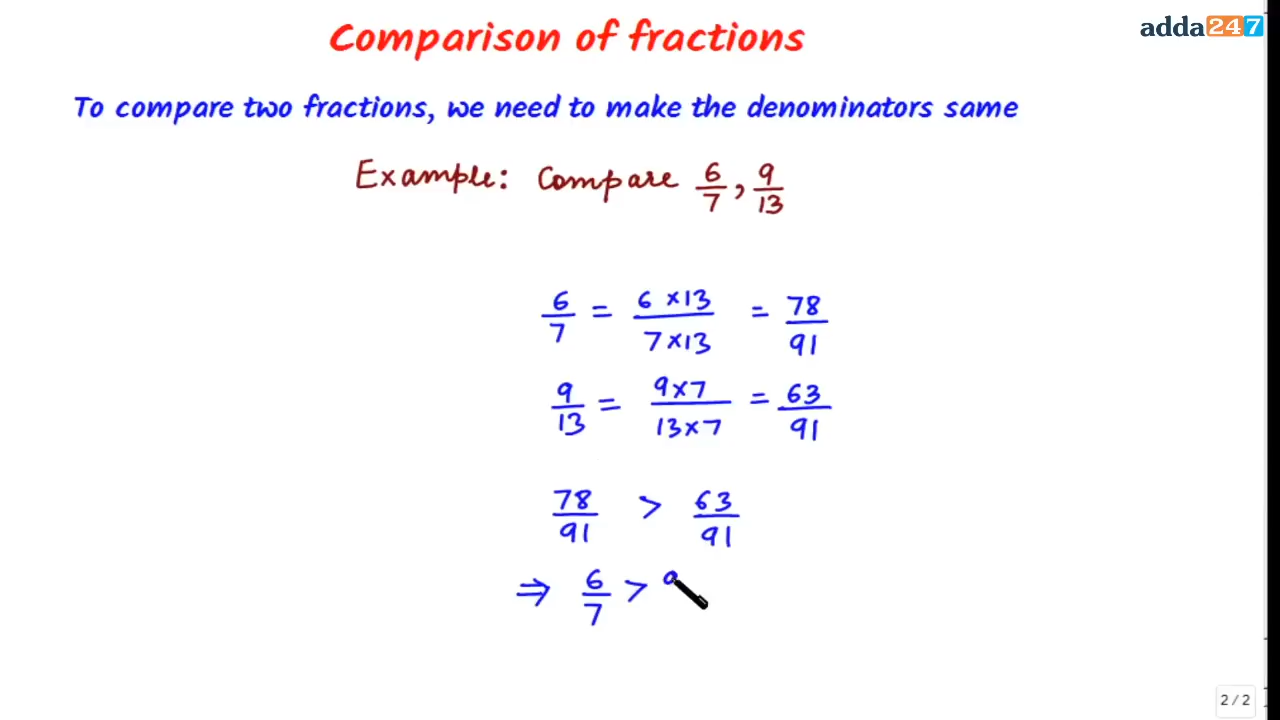 Comparison of fractions
adda247
To compare two fractions, we need to make the denominators same
Example: Compare 6/7, 9/13
6/7 = 6×13/7×13 = 78/91
9/13 = 9×7/13×7 = 63/91
78/91 > 63/91
⇒ 6/7 >
2/2